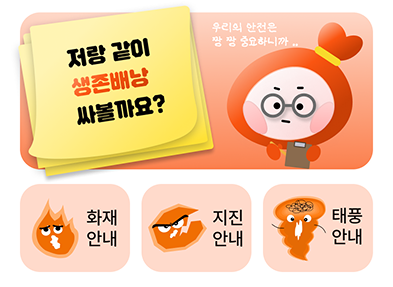 우리의 안전은
짱 짱 중요하니까
저랑 같이
생존배낭
싸볼까요?
화재
안내
지진
안내
태풍
안내